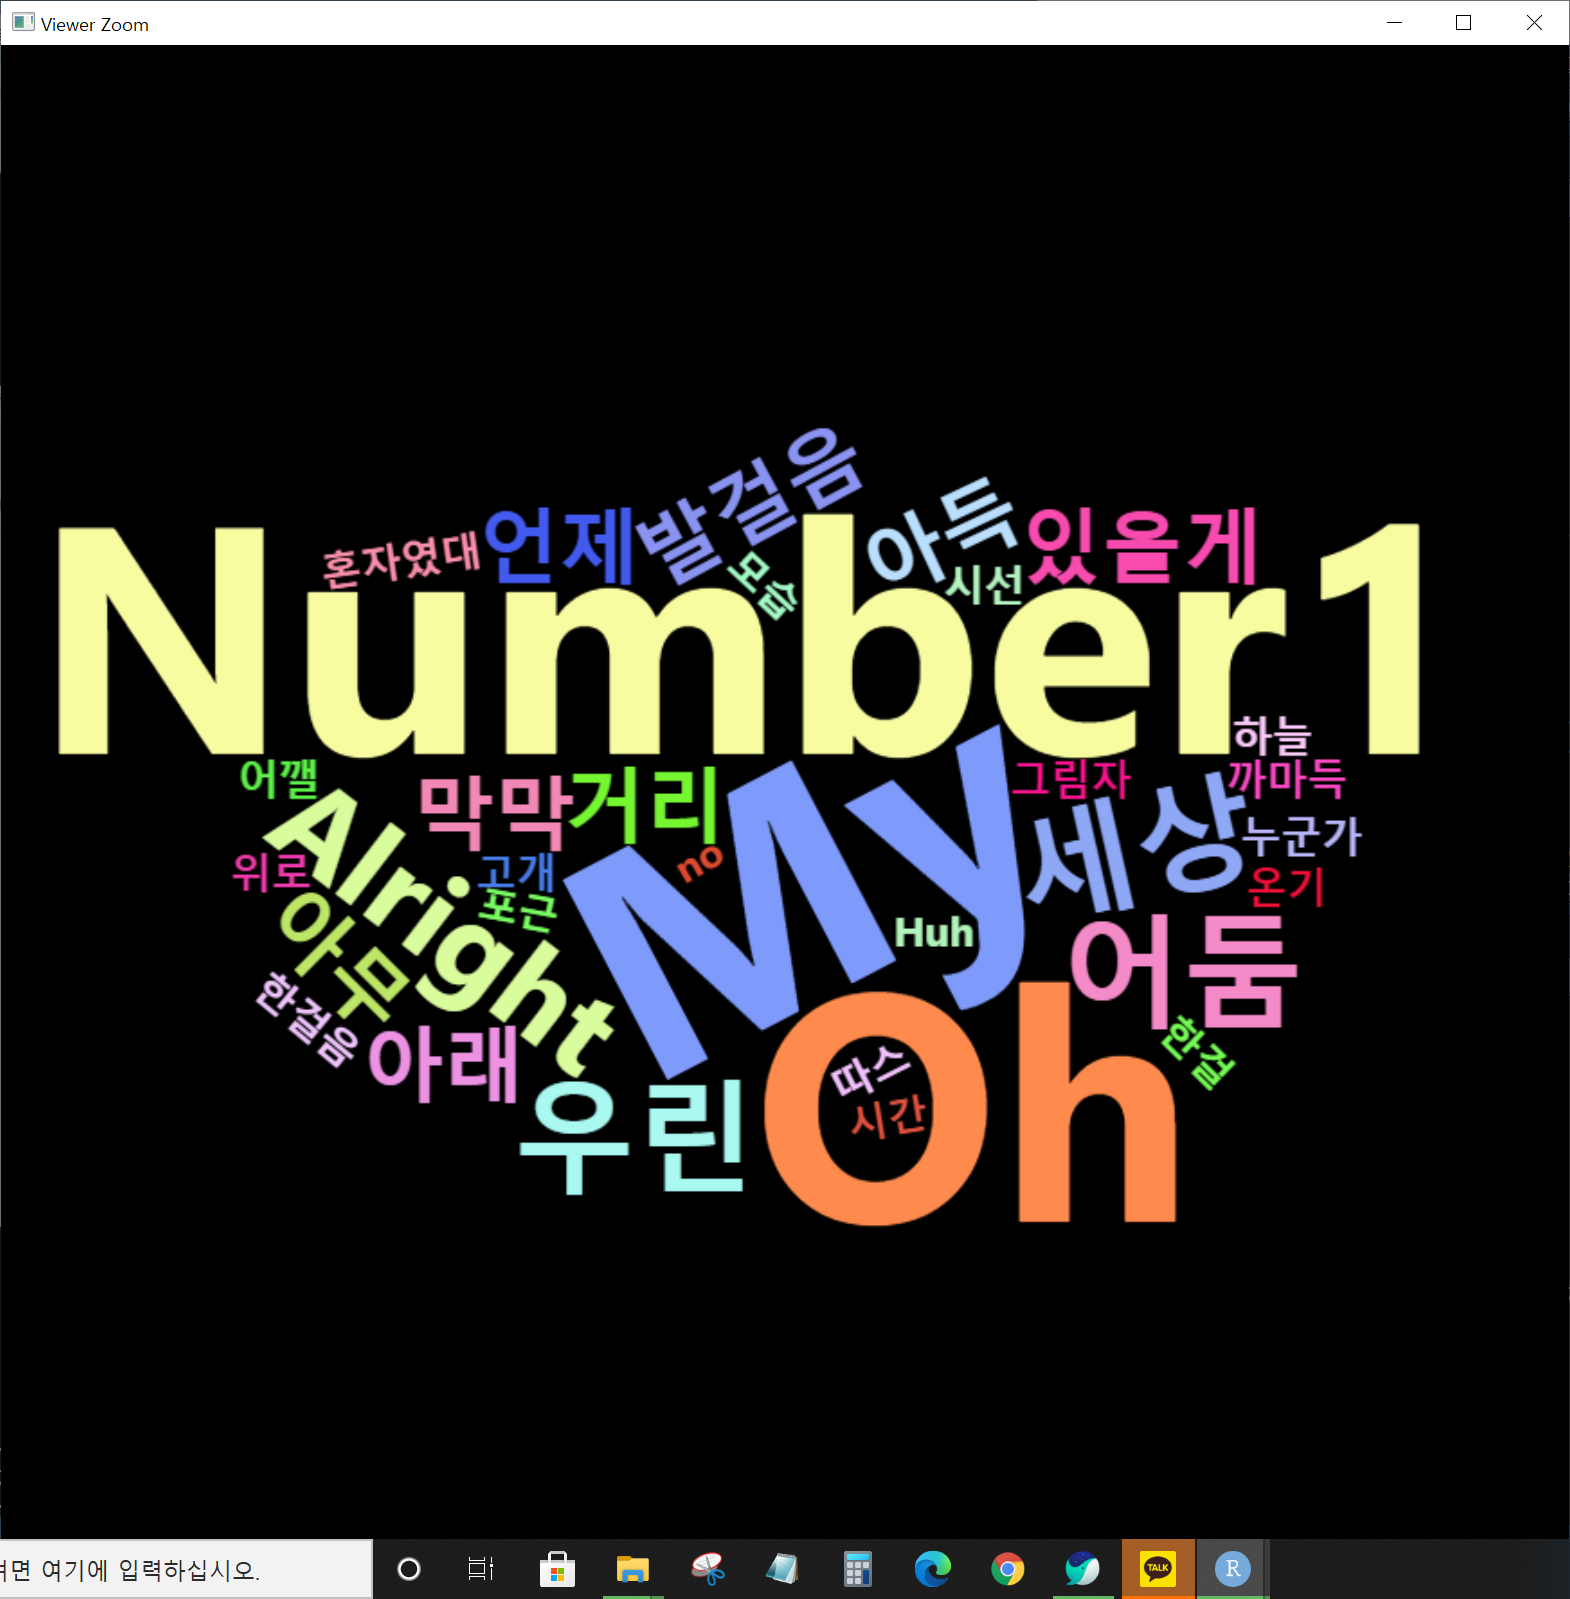 Viewer Zoom
발걸음
아득
언제
있을게
혼자였대
모습
시선
Number1
하늘
어깰
막막
거리
My
그림자
까마득
Alright
no
세상
누군가
위로
고개
온기
포근
아무
Huh
어둠
한걸음
아래
Oh
한걸
따스
시간
우린
려면 여기에 입력하십시오.
TALK
R